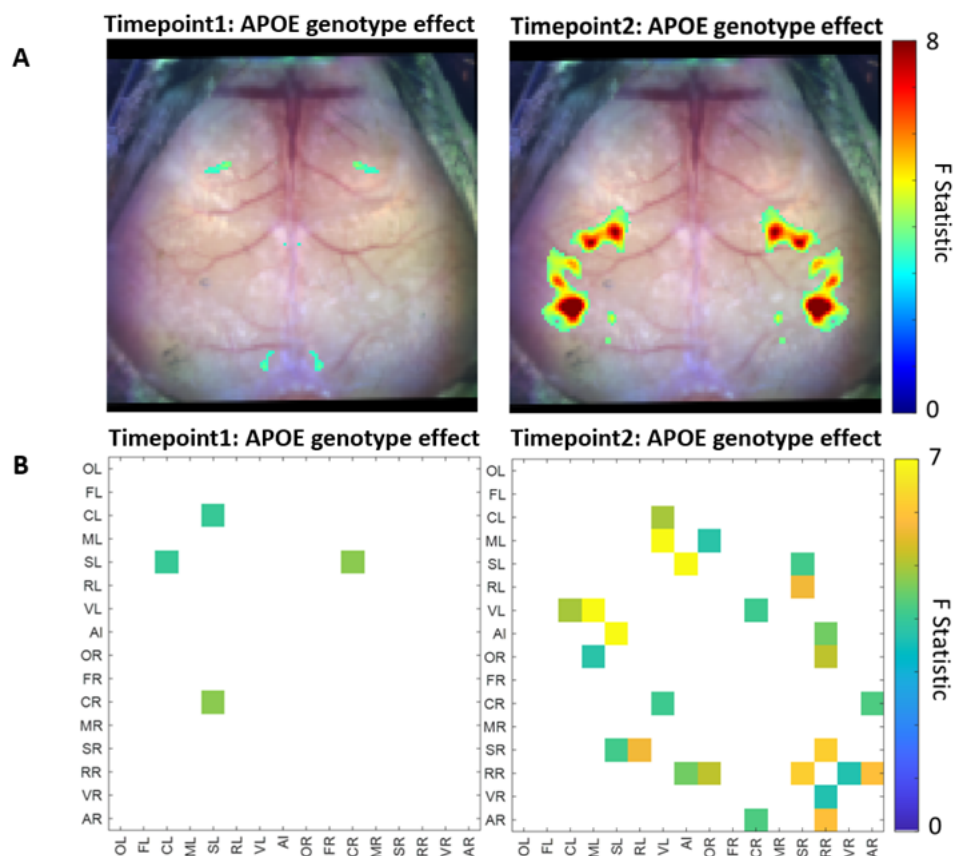 Timepoint1: APOE genotype effect
Timepoint2: APOE genotype effect
A
8
F Statistic
0
Timepoint1: APOE genotype effect
Timepoint2: APOE genotype effect
B
OL
FL
CL
ML
SL
RL
VL
AI
OR
FR
CR
MR
SR
RR
VR
AR
OL FL CL ML SL RL VL AI OR FR CR MR SR RR VR AR
OL
FL
CL
ML
SL
RL
VL
AI
OR
FR
CR
MR
SR
RR
VR
AR
OL FL CL ML SL RL VL AI OR FR CR MR SR RR VR AR
7
F Statistic
0